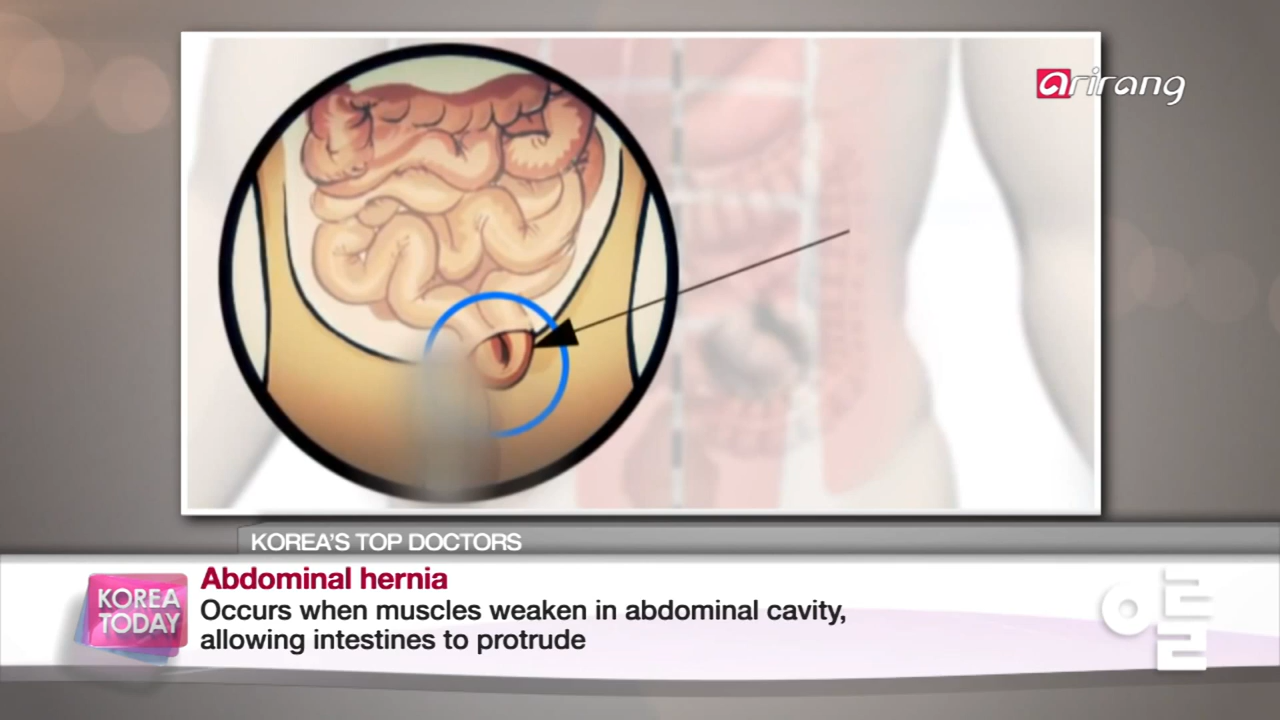 arirang
KOREA'S TOP DOCTORS
Abdominal hernia
KOREA
TODAY
Occurs when muscles weaken in abdominal cavity,
allowing intestines to protrude